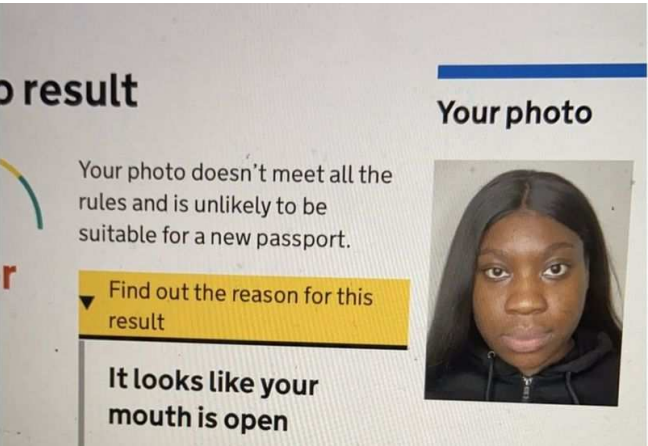 result
Your photo
Your photo doesn't meet all the
rules and is unlikely to be
suitable for a new passport.
Find out the reason for this
result
It looks like your
mouth is open